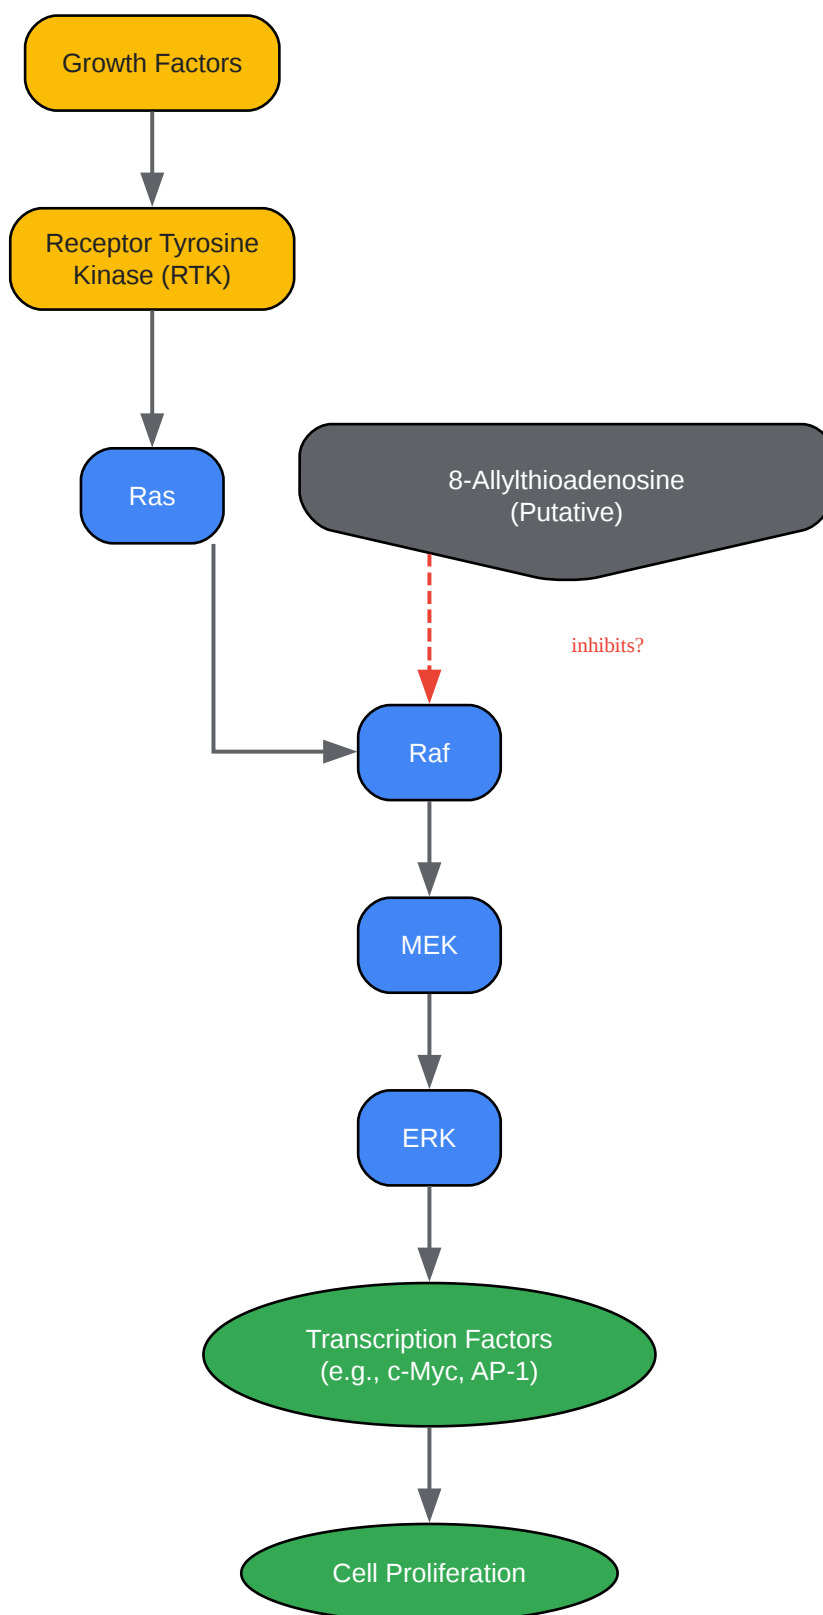 Growth Factors
Receptor Tyrosine
Kinase (RTK)
Ras
8-Allylthioadenosine
(Putative)
inhibits?
Raf
MEK
ERK
Transcription Factors
(e.g., c-Myc, AP-1)
Cell Proliferation